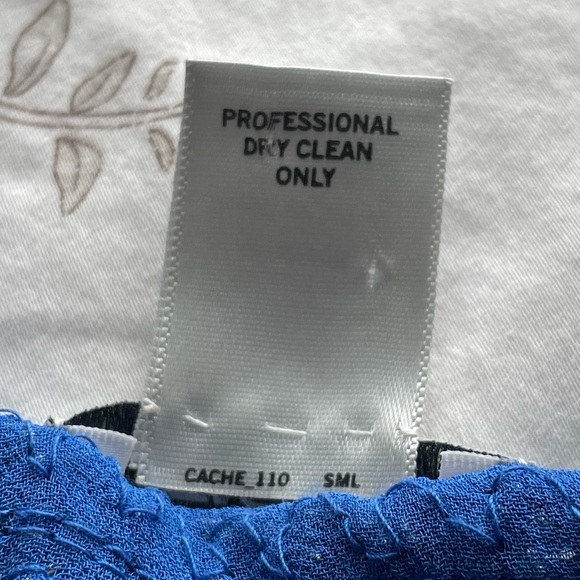 PROFESSIONAL
DRY CLEAN
ONLY
CACHE_110 SML